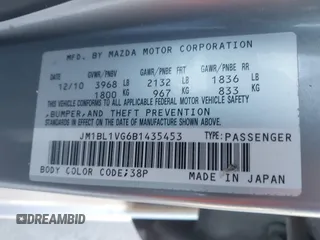 MFD. BY MAZDA MOTOR CORPORATION
GVWR/PNBV GAWR/PNBE FRT GAWR/PNBE RR
12/10 3968 LB 2132 LB 1836 LB
1800 KG 967 KG 833 KG
THIS VEHICLE CONFORMS TO ALL APPLICABLE
FEDERAL MOTOR VEHICLE SAFETY
,BUMPER, AND THEFT PREVENTION
STANDARDS IN EFFECT ON THE DATE OF
MANUFACTURE SHOWN ABOVE.
JM1BL1VG6B1435453 TYPE:PASSENGER
BODY COLOR CODE;38P MADE IN JAPAN
DREAMBID